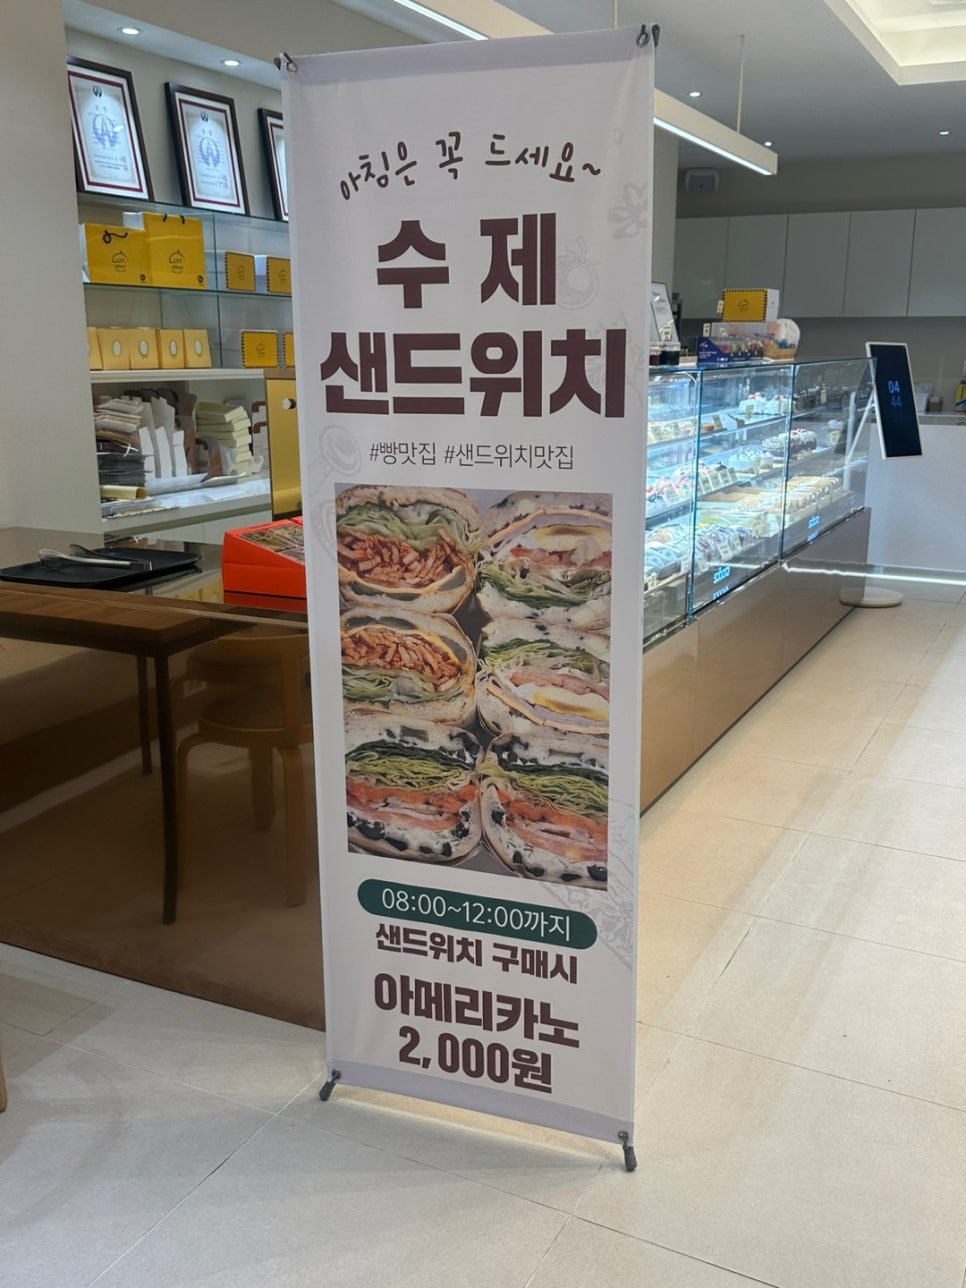 아침은 꼭 드세요~
수제
샌드위치
#빵맛집 #샌드위치맛집
08:00~12:00까지
샌드위치 구매시
아메리카노
2,000원
04
44